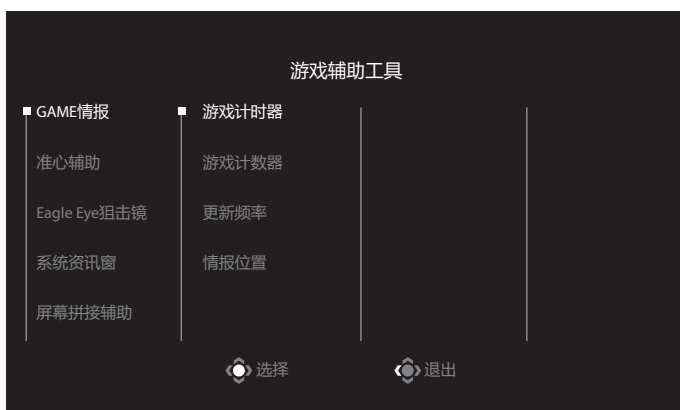 游戏辅助工具
GAME情报
游戏计时器
准心辅助
游戏计数器
Eagle Eye狙击镜
更新频率
系统资讯窗
情报位置
屏幕拼接辅助
选择
退出